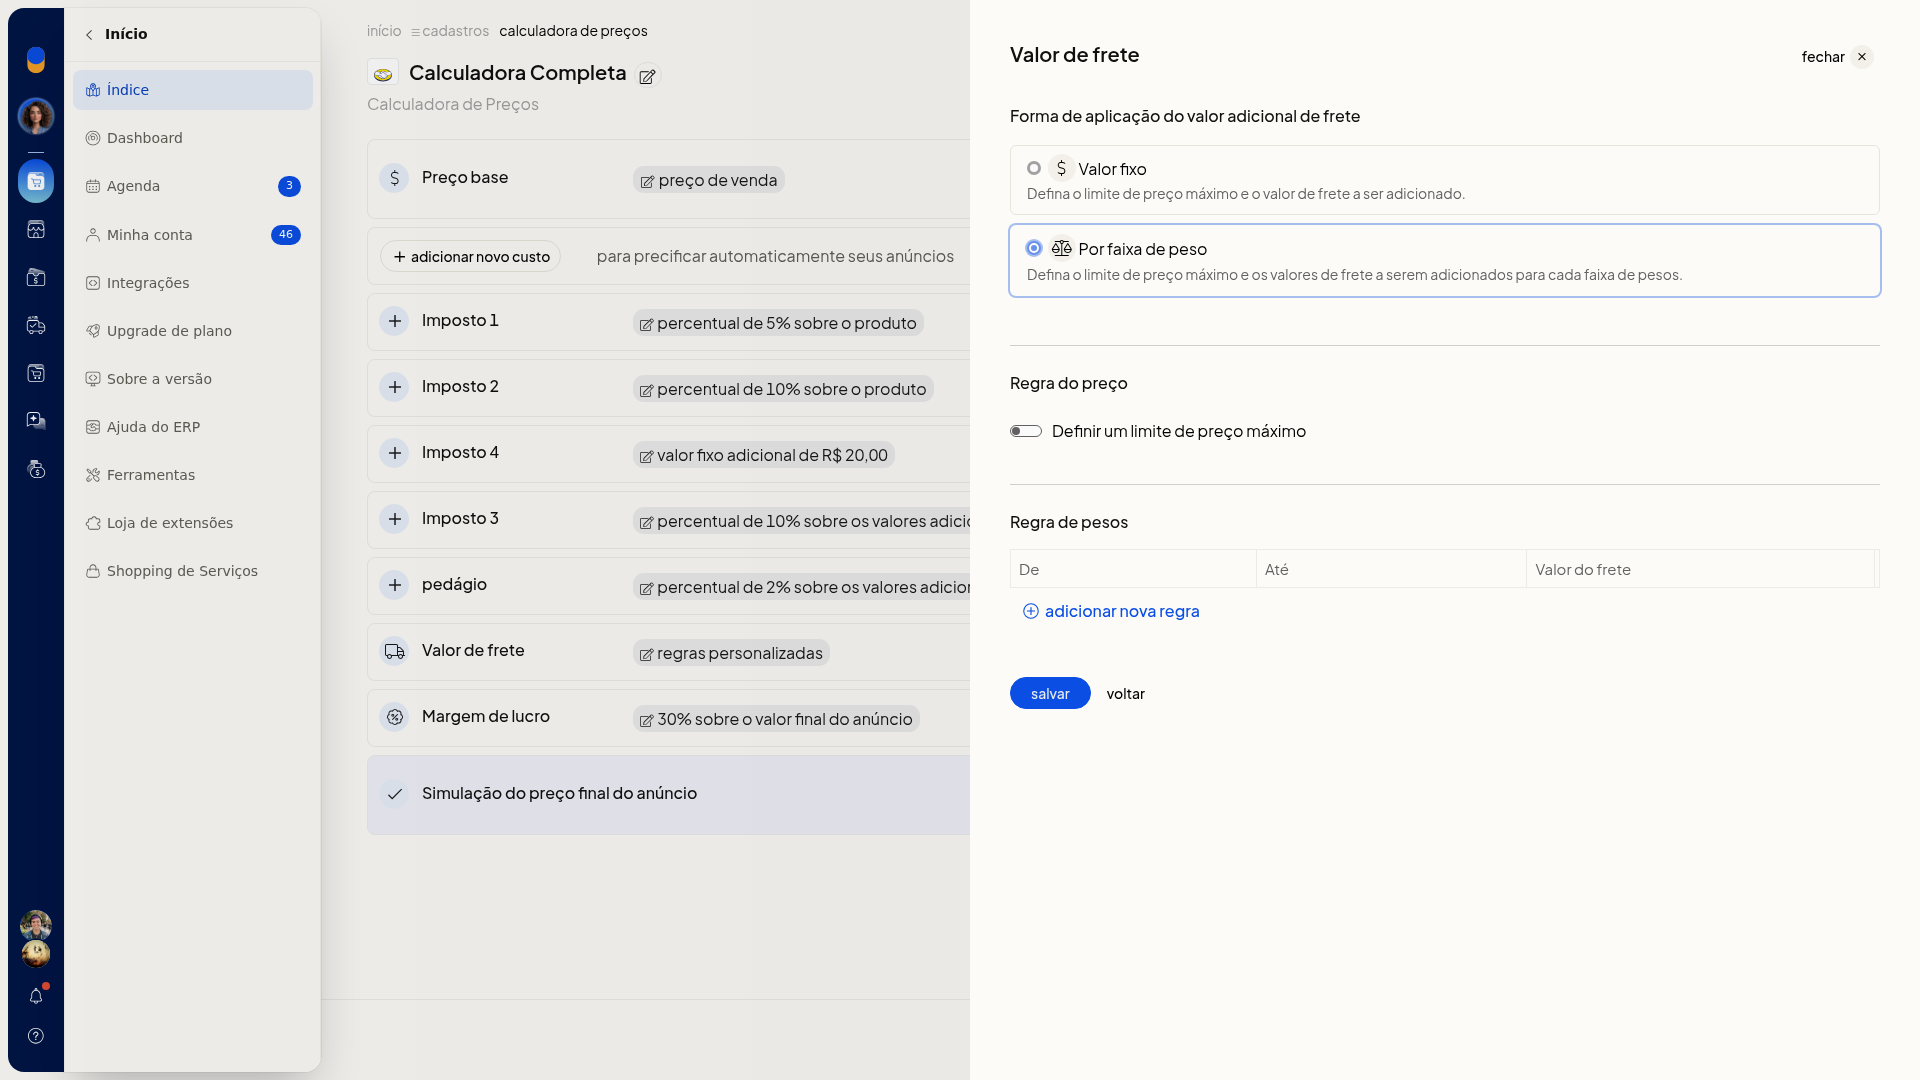 Início
Índice
Dashboard
Agenda 3
Minha conta 46
Integrações
Upgrade de plano
Sobre a versão
Ajuda do ERP
Ferramentas
Loja de extensões
Shopping de Serviços
início cadastros calculadora de preços
Calculadora Completa
Calculadora de Preços
Preço base preço de venda
adicionar novo custo para precificar automaticamente seus anúncios
Imposto 1 percentual de 5% sobre o produto
Imposto 2 percentual de 10% sobre o produto
Imposto 4 valor fixo adicional de R$ 20,00
Imposto 3 percentual de 10% sobre os valores adici
pedágio percentual de 2% sobre os valores adicion
Valor de frete regras personalizadas
Margem de lucro 30% sobre o valor final do anúncio
Simulação do preço final do anúncio
Valor de frete fechar
Forma de aplicação do valor adicional de frete
Valor fixo
Defina o limite de preço máximo e o valor de frete a ser adicionado.
Por faixa de peso
Defina o limite de preço máximo e os valores de frete a serem adicionados para cada faixa de pesos.
Regra do preço
Definir um limite de preço máximo
Regra de pesos
De Até Valor do frete
adicionar nova regra
salvar voltar